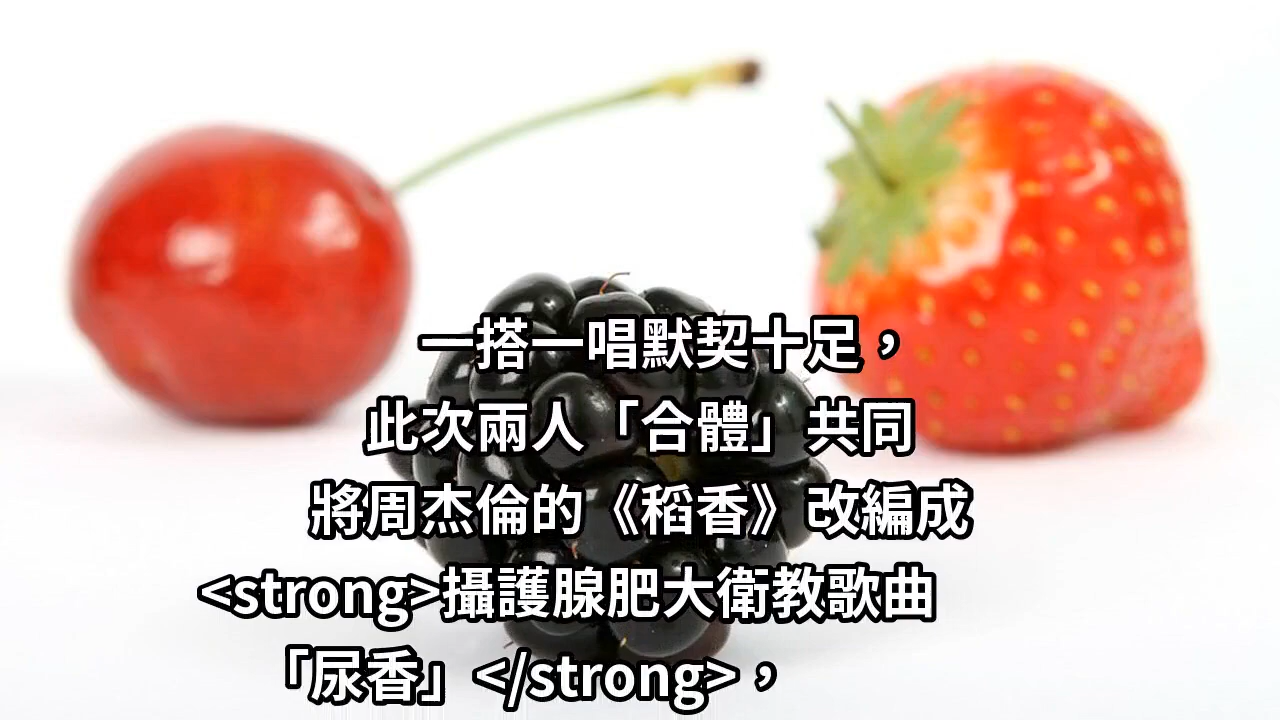 一搭一唱默契十足，
此次兩人「合體」共同
將周杰倫的《稻香》改編成
<strong>攝護腺肥大衛教歌曲
「尿香」</strong>，